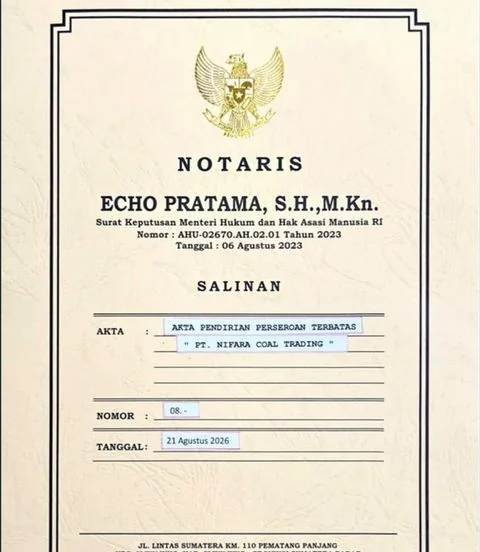 NOTARIS
ECHO PRATAMA, S.H.,M.Kn.
Surat Keputusan Menteri Hukum dan Hak Asasi Manusia RI
Nomor : AHU-02670.AH.02.01 Tahun 2023
Tanggal : 06 Agustus 2023
SALINAN
AKTA : AKTA PENDIRIAN PERSEROAN TERBATAS
" PT. NIFARA COAL TRADING "
NOMOR : 08.-
TANGGAL: 21 Agustus 2026
JL. LINTAS SUMATERA KM. 110 PEMATANG PANJANG